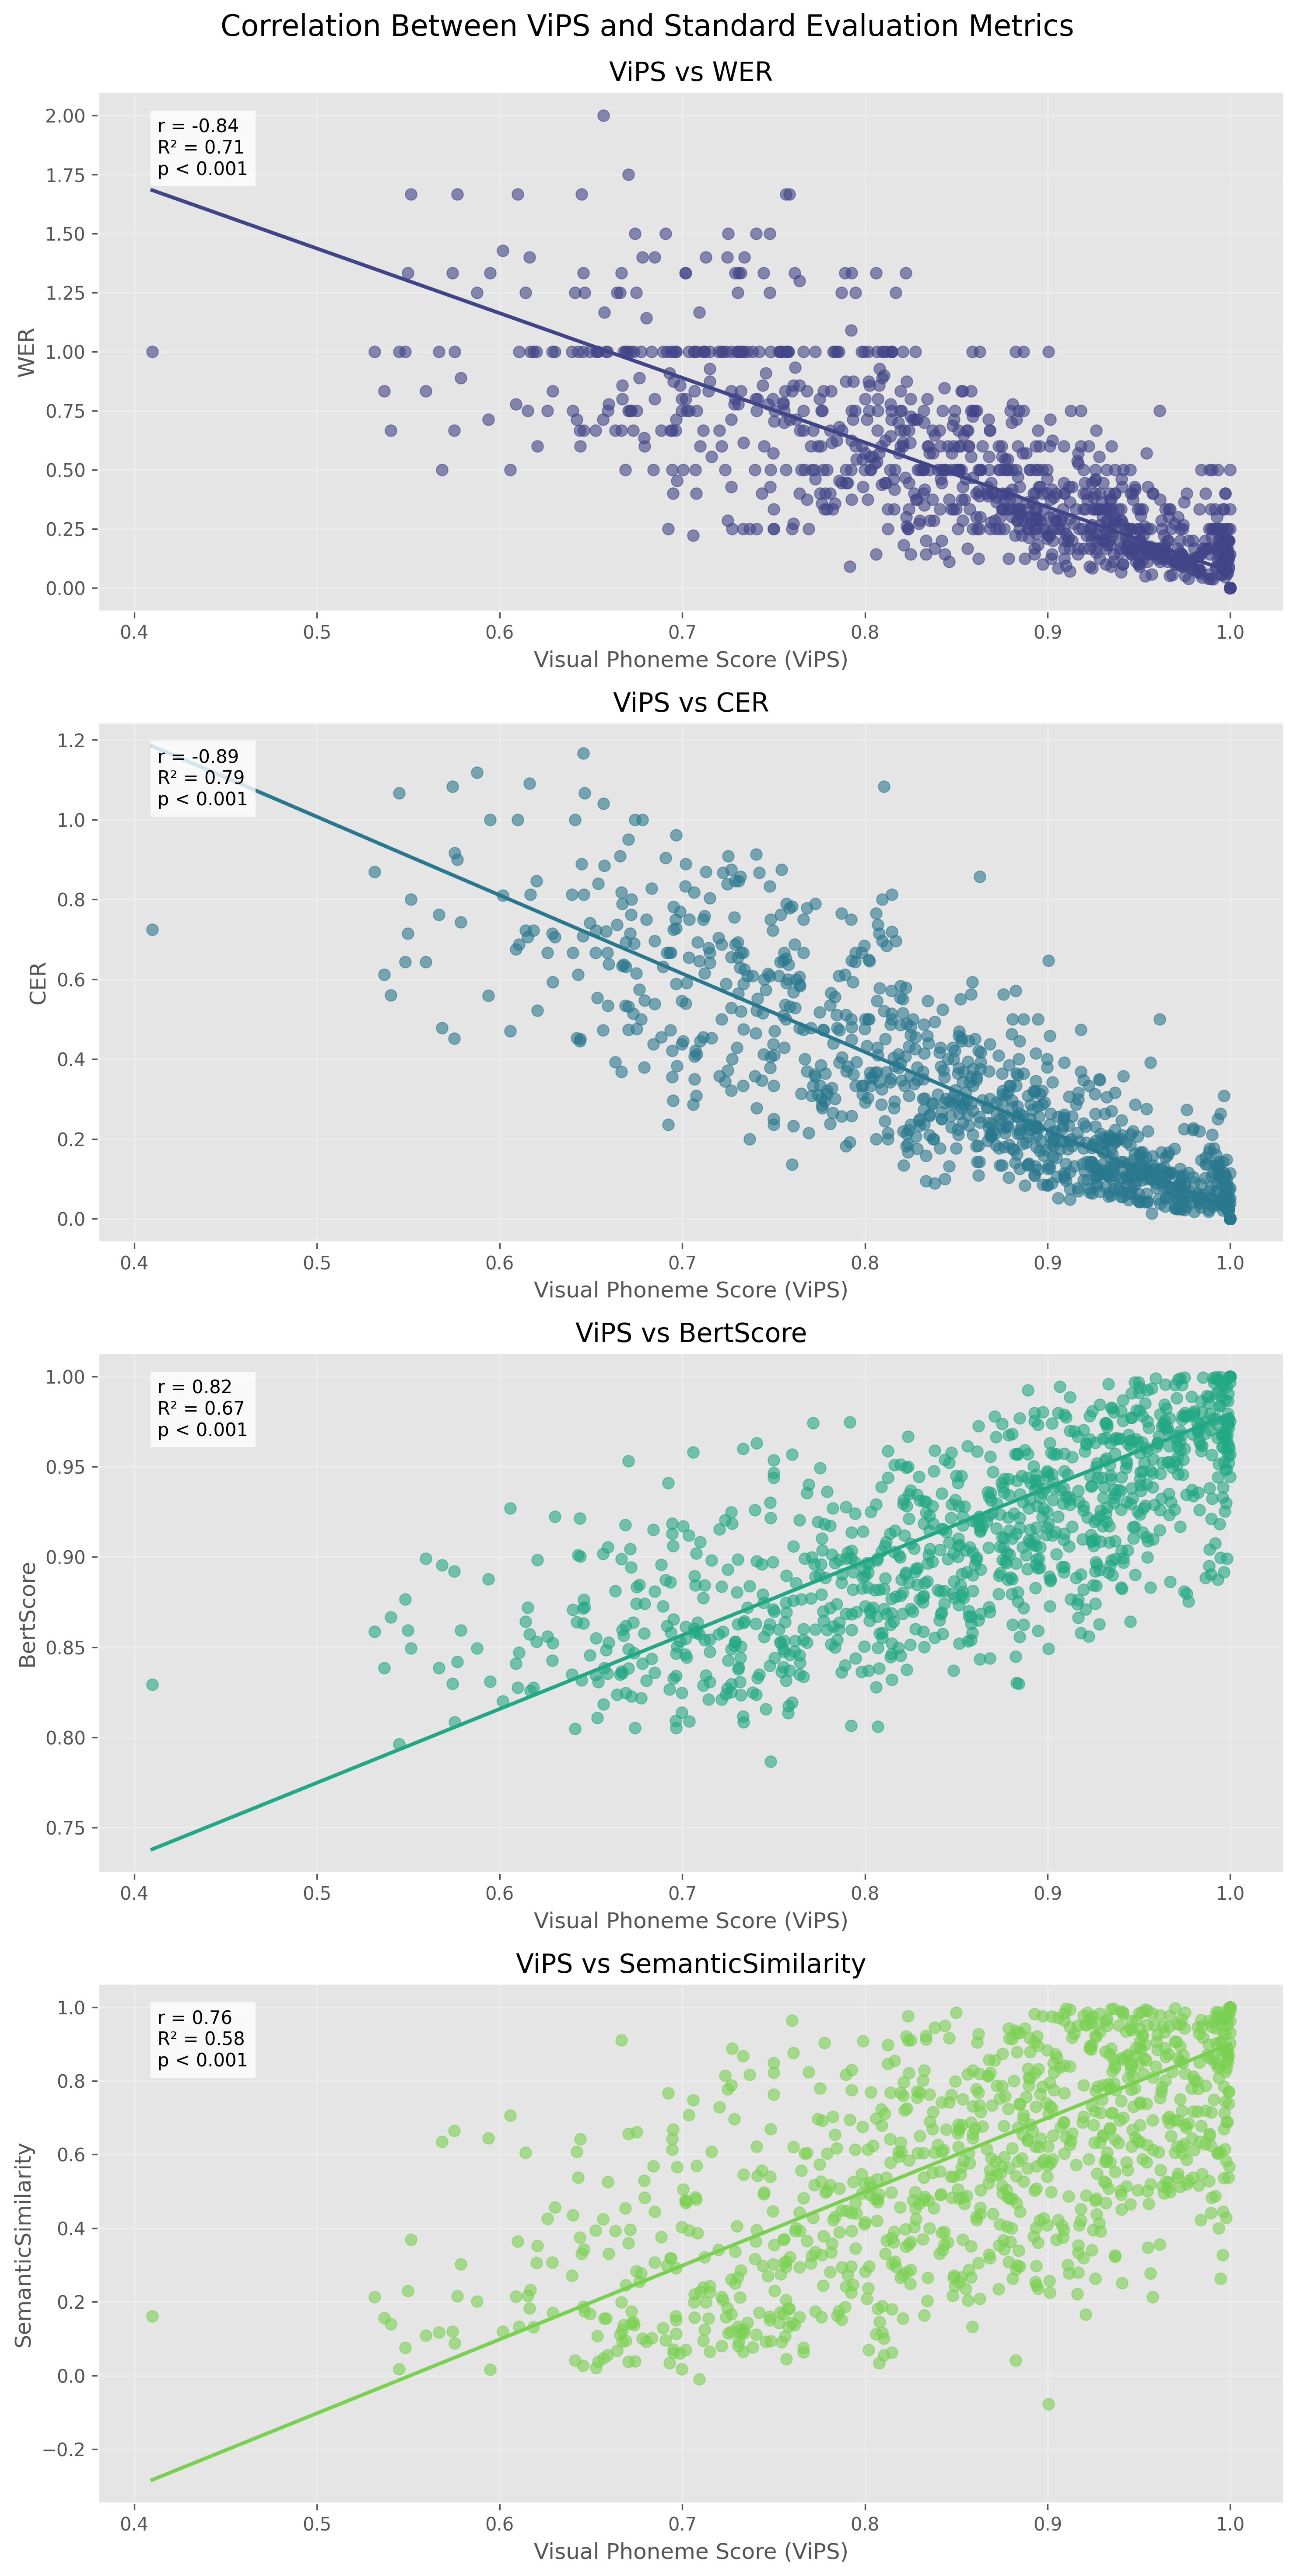 Correlation Between ViPS and Standard Evaluation Metrics
ViPS vs WER
r = -0.84
R² = 0.71
p < 0.001
2.00
1.75
1.50
1.25
1.00
0.75
0.50
0.25
0.00
WER
0.4 0.5 0.6 0.7 0.8 0.9 1.0
Visual Phoneme Score (ViPS)
ViPS vs CER
r = -0.89
R² = 0.79
p < 0.001
1.2
1.0
0.8
0.6
0.4
0.2
0.0
CER
0.4 0.5 0.6 0.7 0.8 0.9 1.0
Visual Phoneme Score (ViPS)
ViPS vs BertScore
r = 0.82
R² = 0.67
p < 0.001
1.00
0.95
0.90
0.85
0.80
0.75
BertScore
0.4 0.5 0.6 0.7 0.8 0.9 1.0
Visual Phoneme Score (ViPS)
ViPS vs SemanticSimilarity
r = 0.76
R² = 0.58
p < 0.001
1.0
0.8
0.6
0.4
0.2
0.0
−0.2
SemanticSimilarity
0.4 0.5 0.6 0.7 0.8 0.9 1.0
Visual Phoneme Score (ViPS)